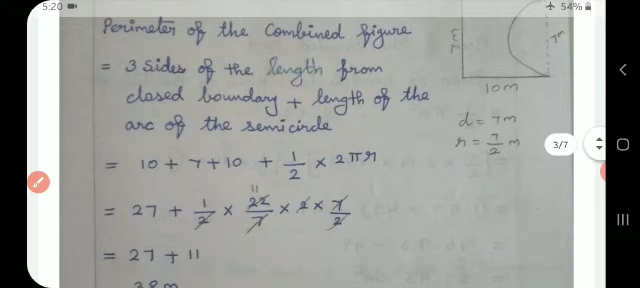 5:20
54%
Perimeter of the Combined figure
= 3 Sides of the length from
closed boundary + length of the
arc of the semicircle
= 10 + 7 + 10 + 1/2 × 2πr
= 27 + 1/2 × 22/7 × 2 × 7/2
11
= 27 + 11
38m
7m
7m
10m
d = 7m
r = 7/2 m
3/7